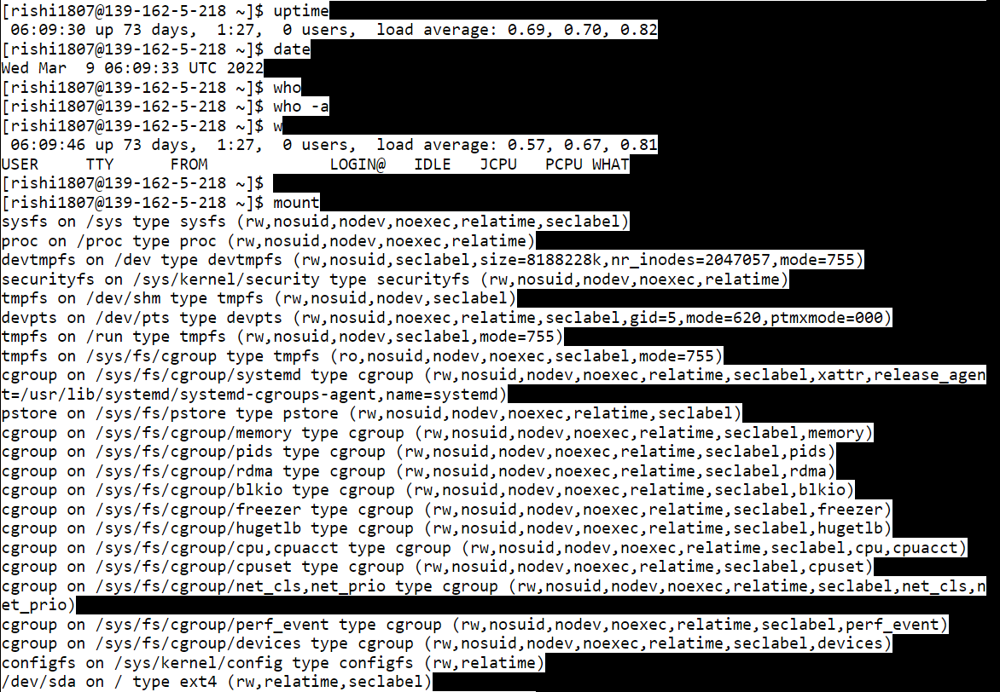 [rishi1807@139-162-5-218 ~]$ uptime
 06:09:30 up 73 days,  1:27,  0 users,  load average: 0.69, 0.70, 0.82
[rishi1807@139-162-5-218 ~]$ date
Wed Mar  9 06:09:33 UTC 2022
[rishi1807@139-162-5-218 ~]$ who
[rishi1807@139-162-5-218 ~]$ who -a
[rishi1807@139-162-5-218 ~]$ w
 06:09:46 up 73 days,  1:27,  0 users,  load average: 0.57, 0.67, 0.81
USER     TTY      FROM             LOGIN@   IDLE   JCPU   PCPU WHAT
[rishi1807@139-162-5-218 ~]$
[rishi1807@139-162-5-218 ~]$ mount
sysfs on /sys type sysfs (rw,nosuid,nodev,noexec,relatime,seclabel)
proc on /proc type proc (rw,nosuid,nodev,noexec,relatime)
devtmpfs on /dev type devtmpfs (rw,nosuid,seclabel,size=8188228k,nr_inodes=2047057,mode=755)
securityfs on /sys/kernel/security type securityfs (rw,nosuid,nodev,noexec,relatime)
tmpfs on /dev/shm type tmpfs (rw,nosuid,nodev,seclabel)
devpts on /dev/pts type devpts (rw,nosuid,noexec,relatime,seclabel,gid=5,mode=620,ptmxmode=000)
tmpfs on /run type tmpfs (rw,nosuid,nodev,seclabel,mode=755)
tmpfs on /sys/fs/cgroup type tmpfs (ro,nosuid,nodev,noexec,seclabel,mode=755)
cgroup on /sys/fs/cgroup/systemd type cgroup (rw,nosuid,nodev,noexec,relatime,seclabel,xattr,release_agen
t=/usr/lib/systemd/systemd-cgroups-agent,name=systemd)
pstore on /sys/fs/pstore type pstore (rw,nosuid,nodev,noexec,relatime,seclabel)
cgroup on /sys/fs/cgroup/memory type cgroup (rw,nosuid,nodev,noexec,relatime,seclabel,memory)
cgroup on /sys/fs/cgroup/pids type cgroup (rw,nosuid,nodev,noexec,relatime,seclabel,pids)
cgroup on /sys/fs/cgroup/rdma type cgroup (rw,nosuid,nodev,noexec,relatime,seclabel,rdma)
cgroup on /sys/fs/cgroup/blkio type cgroup (rw,nosuid,nodev,noexec,relatime,seclabel,blkio)
cgroup on /sys/fs/cgroup/freezer type cgroup (rw,nosuid,nodev,noexec,relatime,seclabel,freezer)
cgroup on /sys/fs/cgroup/hugetlb type cgroup (rw,nosuid,nodev,noexec,relatime,seclabel,hugetlb)
cgroup on /sys/fs/cgroup/cpu,cpuacct type cgroup (rw,nosuid,nodev,noexec,relatime,seclabel,cpu,cpuacct)
cgroup on /sys/fs/cgroup/cpuset type cgroup (rw,nosuid,nodev,noexec,relatime,seclabel,cpuset)
cgroup on /sys/fs/cgroup/net_cls,net_prio type cgroup (rw,nosuid,nodev,noexec,relatime,seclabel,net_cls,n
et_prio)
cgroup on /sys/fs/cgroup/perf_event type cgroup (rw,nosuid,nodev,noexec,relatime,seclabel,perf_event)
cgroup on /sys/fs/cgroup/devices type cgroup (rw,nosuid,nodev,noexec,relatime,seclabel,devices)
configfs on /sys/kernel/config type configfs (rw,relatime)
/dev/sda on / type ext4 (rw,relatime,seclabel)